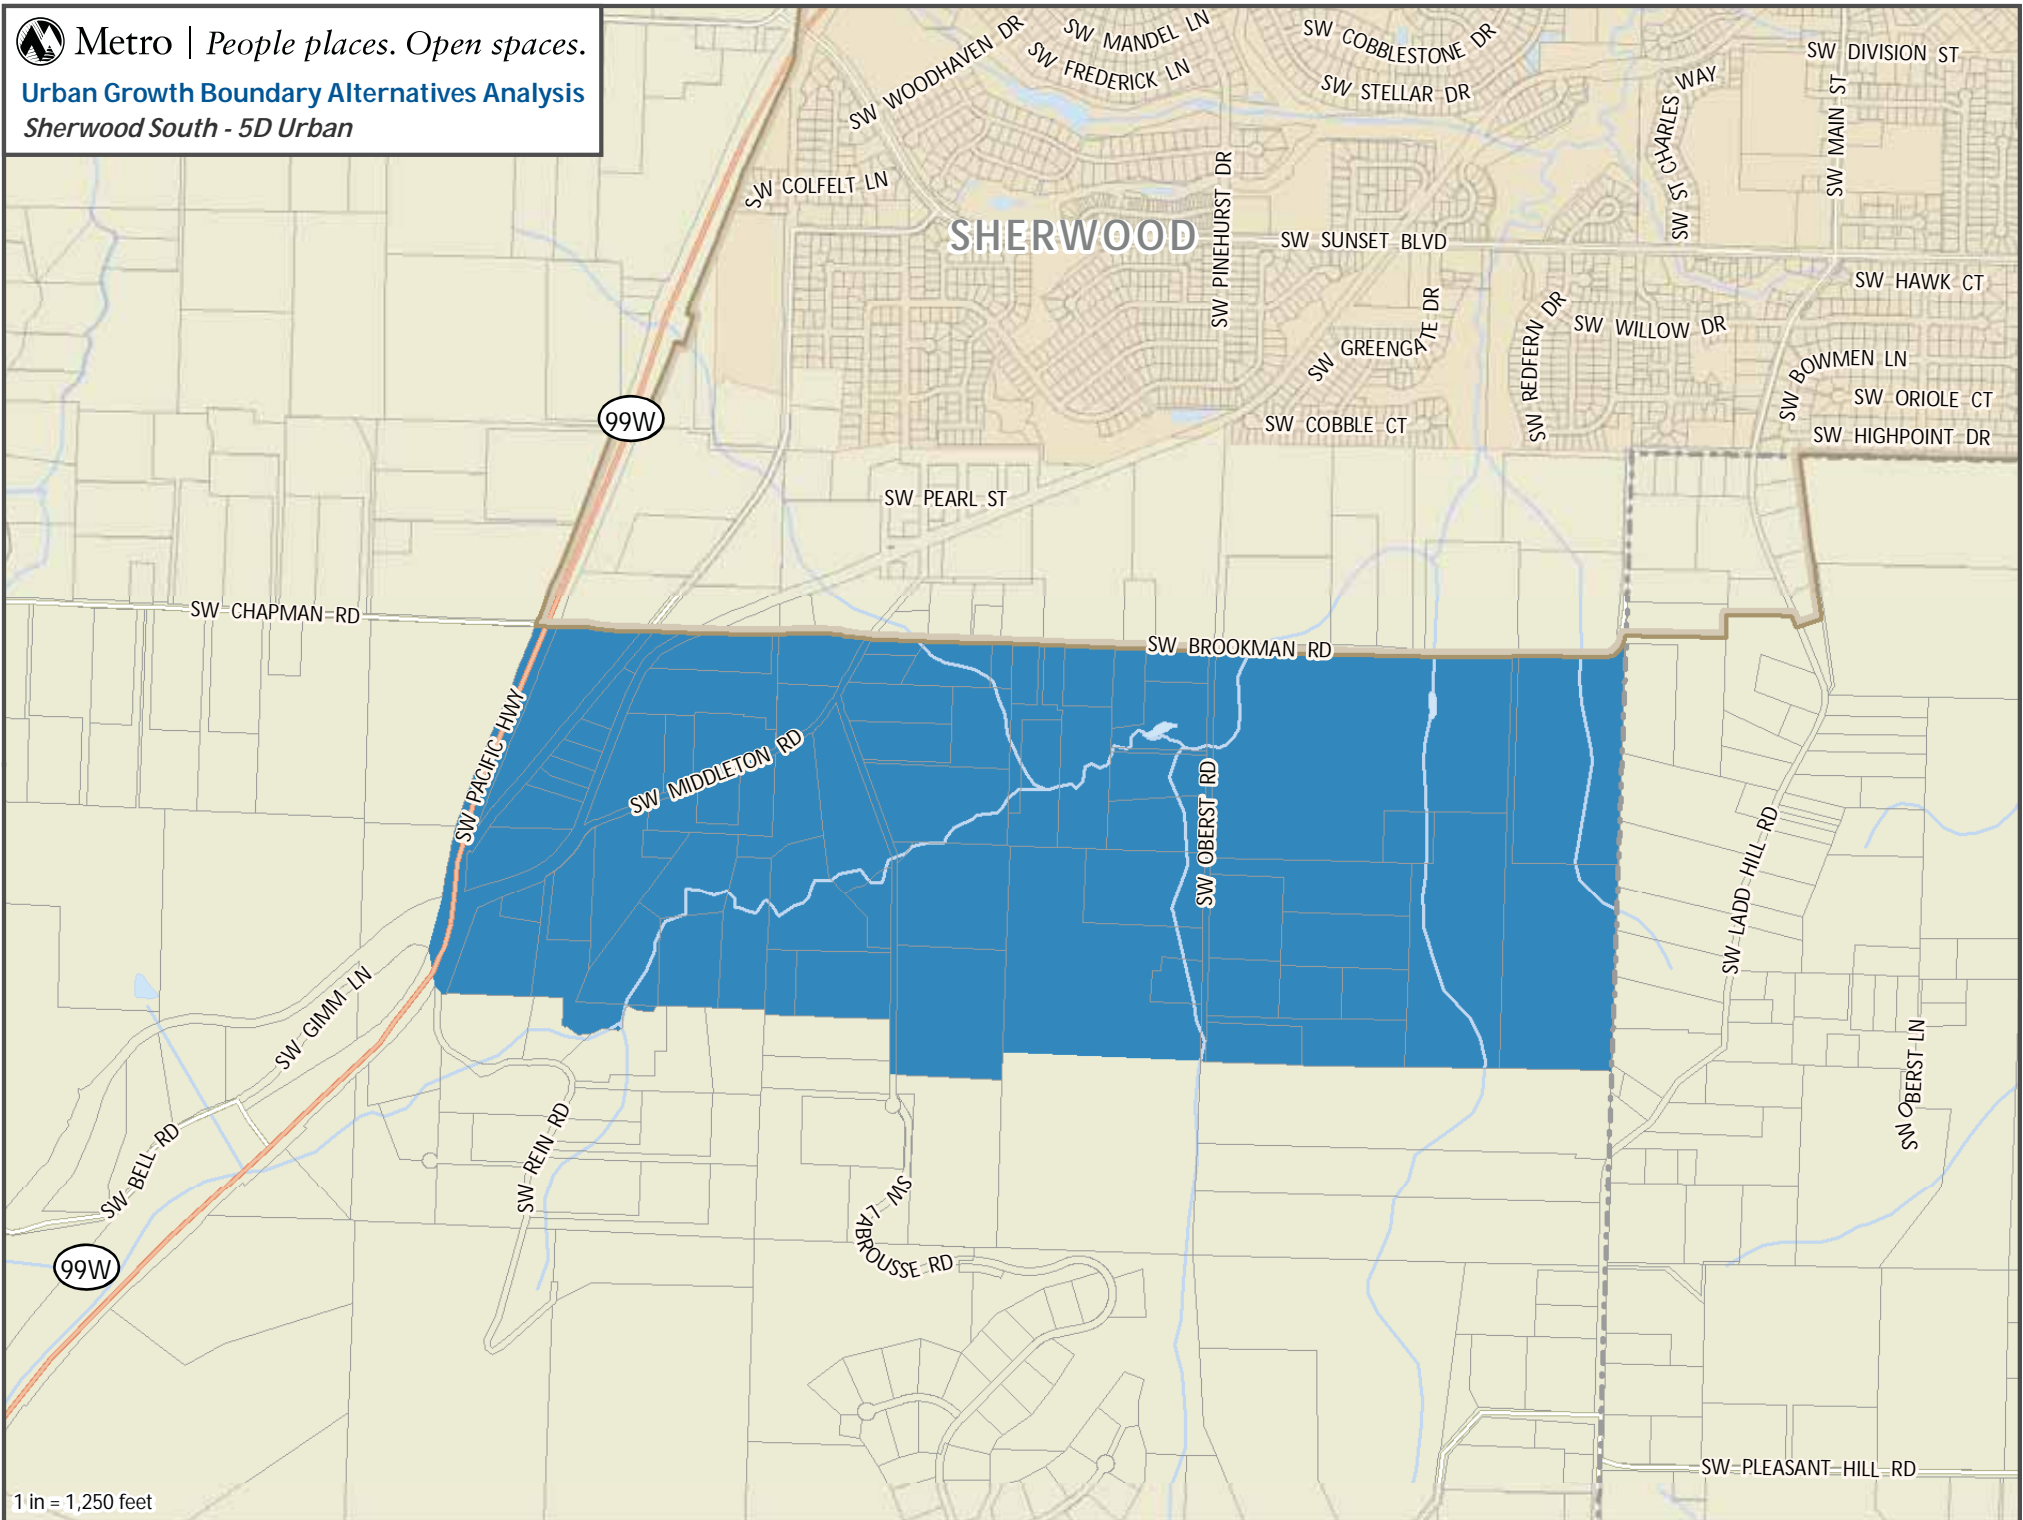 Metro | People places. Open spaces.
Urban Growth Boundary Alternatives Analysis
Sherwood South - 5D Urban
SW WOODHAVEN DR
SW MANDEL LN
SW FREDERICK LN
SW COBBLESTONE DR
SW STELLAR DR
SW ST CHARLES WAY
SW DIVISION ST
SW MAIN ST
SW COLFELT LN
SHERWOOD
SW PINEHURST DR
SW SUNSET BLVD
SW HAWK CT
SW GREENGATE DR
SW REDFERN DR
SW WILLOW DR
SW BOWMEN LN
SW ORIOLE CT
SW HIGHPOINT DR
SW COBBLE CT
99W
SW PEARL ST
SW CHAPMAN RD
SW BROOKMAN RD
SW PACIFIC HWY
SW MIDDLETON RD
SW OBERST RD
SW LADD HILL RD
SW GIMM LN
SW BELL RD
SW REIN RD
SW LABROUSSE RD
SW OBERST LN
99W
SW PLEASANT HILL RD
1 in = 1,250 feet